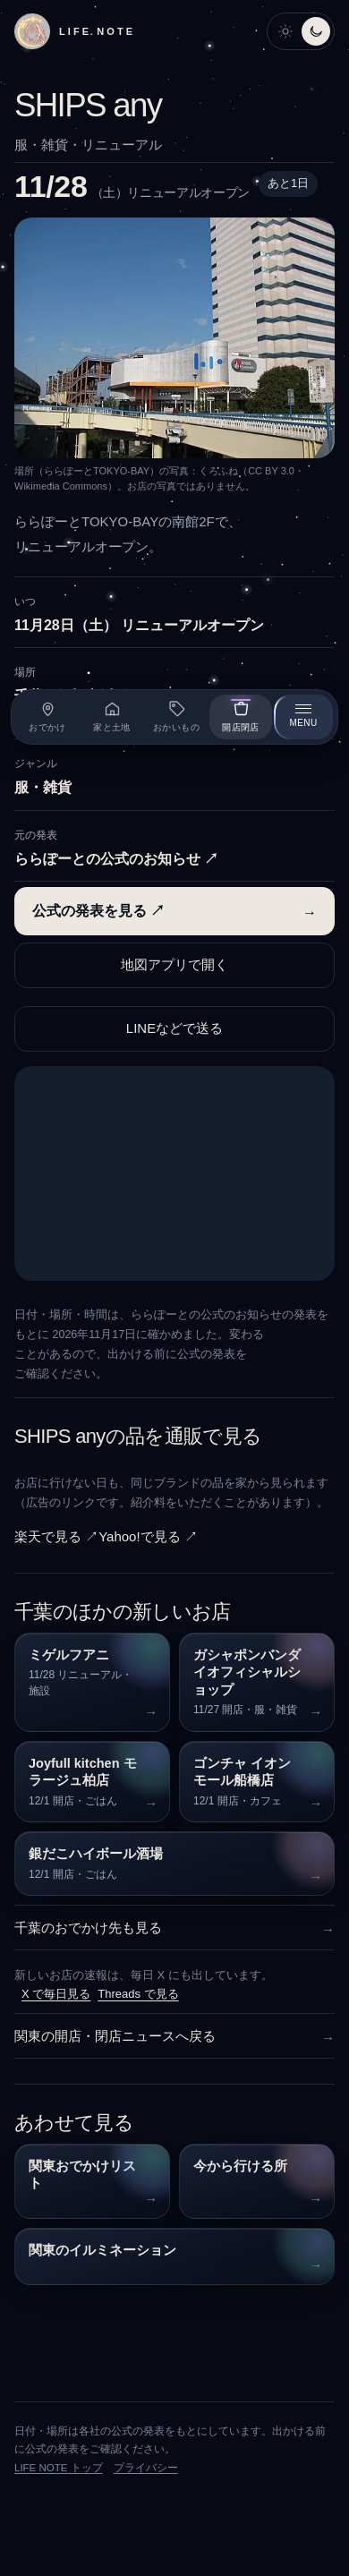 LIFE.NOTE
SHIPS any
服・雑貨・リニューアル
11/28 （土）リニューアルオープン あと1日
場所（ららぽーとTOKYO-BAY）の写真：くろふね（CC BY 3.0・
Wikimedia Commons）。お店の写真ではありません。
ららぽーとTOKYO-BAYの南館2Fで、
リニューアルオープン。
いつ
11月28日（土） リニューアルオープン
場所
おでかけ
家と土地
おかいもの
開店閉店
MENU
ジャンル
服・雑貨
元の発表
ららぽーとの公式のお知らせ ↗
公式の発表を見る ↗ →
地図アプリで開く
LINEなどで送る
日付・場所・時間は、ららぽーとの公式のお知らせの発表を
もとに 2026年11月17日に確かめました。変わる
ことがあるので、出かける前に公式の発表を
ご確認ください。
SHIPS anyの品を通販で見る
お店に行けない日も、同じブランドの品を家から見られます
（広告のリンクです。紹介料をいただくことがあります）。
楽天で見る ↗Yahoo!で見る ↗
千葉のほかの新しいお店
ミゲルフアニ
11/28 リニューアル・
施設
→
ガシャポンバンダ
イオフィシャルシ
ョップ
11/27 開店・服・雑貨 →
Joyfull kitchen モ
ラージュ柏店
12/1 開店・ごはん →
ゴンチャ イオン
モール船橋店
12/1 開店・カフェ →
銀だこハイボール酒場
12/1 開店・ごはん →
千葉のおでかけ先も見る →
新しいお店の速報は、毎日 X にも出しています。
X で毎日見る Threads で見る
関東の開店・閉店ニュースへ戻る →
あわせて見る
関東おでかけリス
ト
→
今から行ける所
→
関東のイルミネーション
→
日付・場所は各社の公式の発表をもとにしています。出かける前
に公式の発表をご確認ください。
LIFE NOTE トップ プライバシー